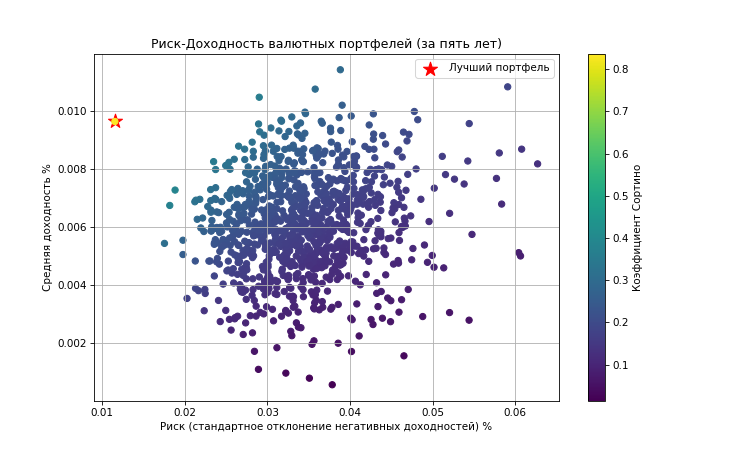 Риск-Доходность валютных портфелей (за пять лет)
Лучший портфель
Средняя доходность %
0.010
0.008
0.006
0.004
0.002
0.01 0.02 0.03 0.04 0.05 0.06
Риск (стандартное отклонение негативных доходностей) %
0.8
0.7
0.6
0.5
0.4
0.3
0.2
0.1
Коэффициент Сортино